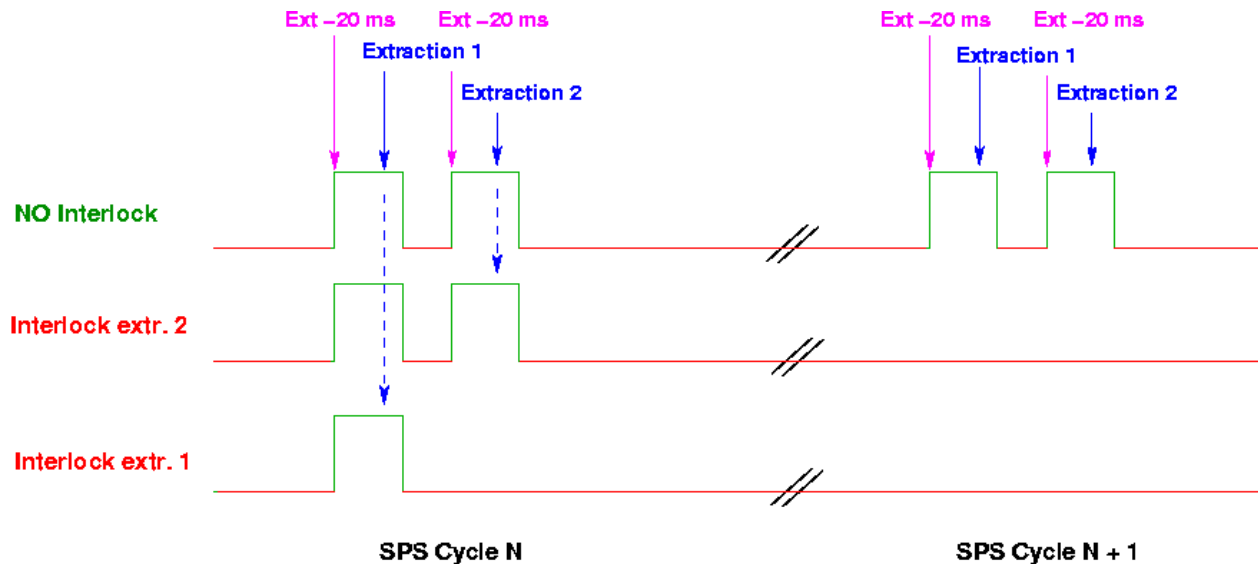 Ext −20 ms Ext −20 ms Ext −20 ms Ext −20 ms
Extraction 1 Extraction 1
Extraction 2 Extraction 2
NO Interlock
Interlock extr. 2
Interlock extr. 1
SPS Cycle N SPS Cycle N + 1